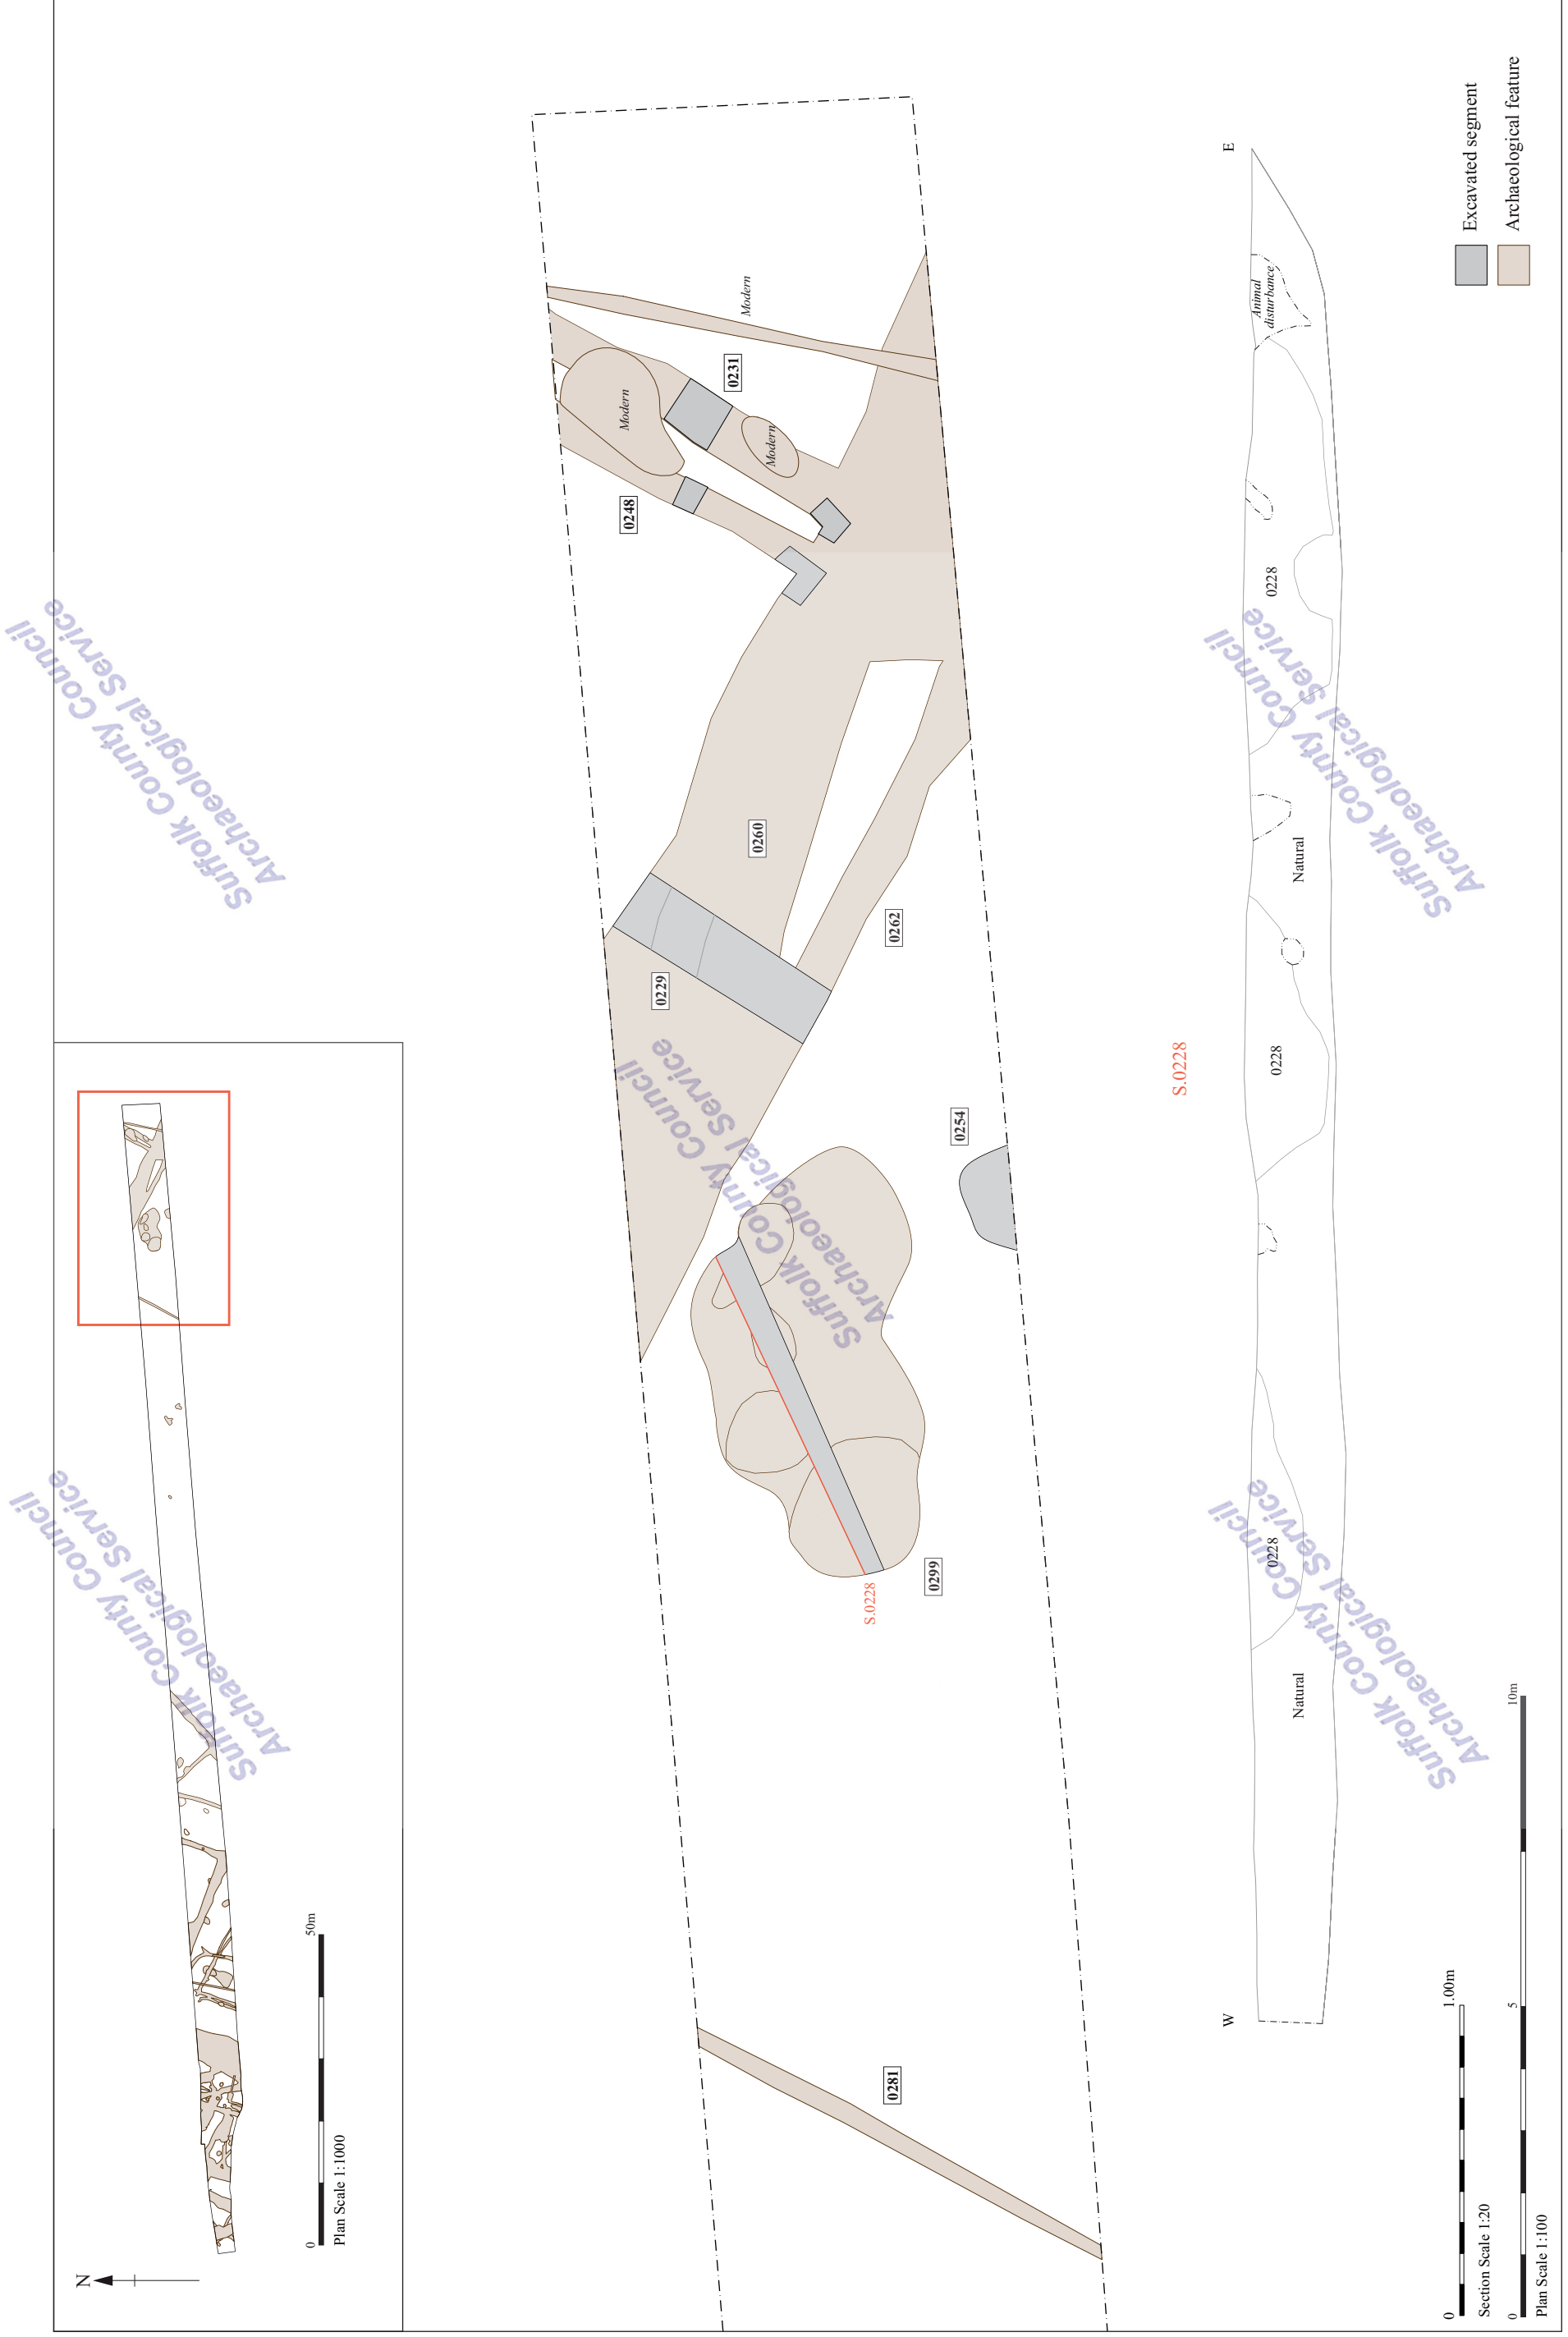 N
0
50m
Plan Scale 1:1000
0281
S.0228
0299
0254
0229
0262
0260
0248
0231
Modern
Modern
Modern
S.0228
W
E
Natural
0228
0228
Natural
0228
Animal
disturbance
0
1.00m
Section Scale 1:20
0
5
10m
Plan Scale 1:100
Excavated segment
Archaeological feature
Suffolk County Council
Archaeological Service
Suffolk County Council
Archaeological Service
Suffolk County Council
Archaeological Service
Suffolk County Council
Archaeological Service
Suffolk County Council
Archaeological Service